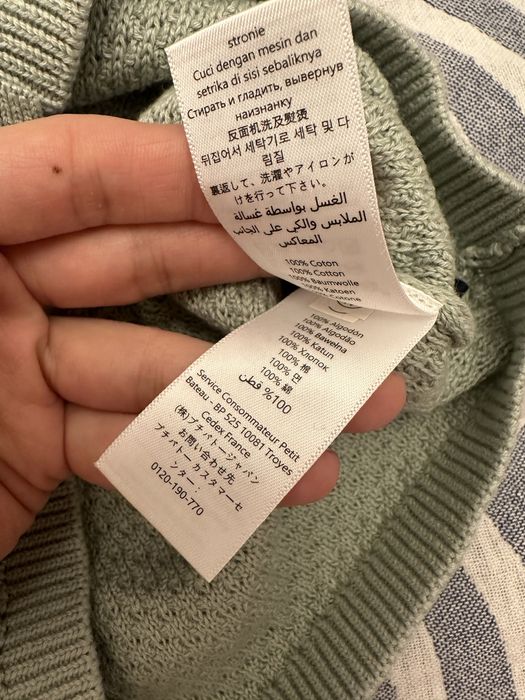 stronie
Cuci dengan mesin dan
setrika di sisi sebaliknya
Стирать и гладить, вывернув
наизнанку
反面机洗及熨烫
뒤집어서 세탁기로 세탁 및 다
림질
裏返して、洗濯やアイロンが
けを行って下さい。
الغسل بواسطة غسالة
الملابس والكي على الجانب
المعاكس
100% Coton
100% Cotton
100% Baumwolle
100% Katoen
100% Cotone
100% Algodón
100% Algodão
100% Bawełna
100% Katun
100% Хлопок
100% 棉
100% 면
100% 綿
100% قطن
Service Consommateur Petit
Bateau : BP 525 10081 Troyes
Cedex France
(株)プチバトージャパン
お問い合わせ先
プチバトー カスタマーセ
ンター :
0120-190-770